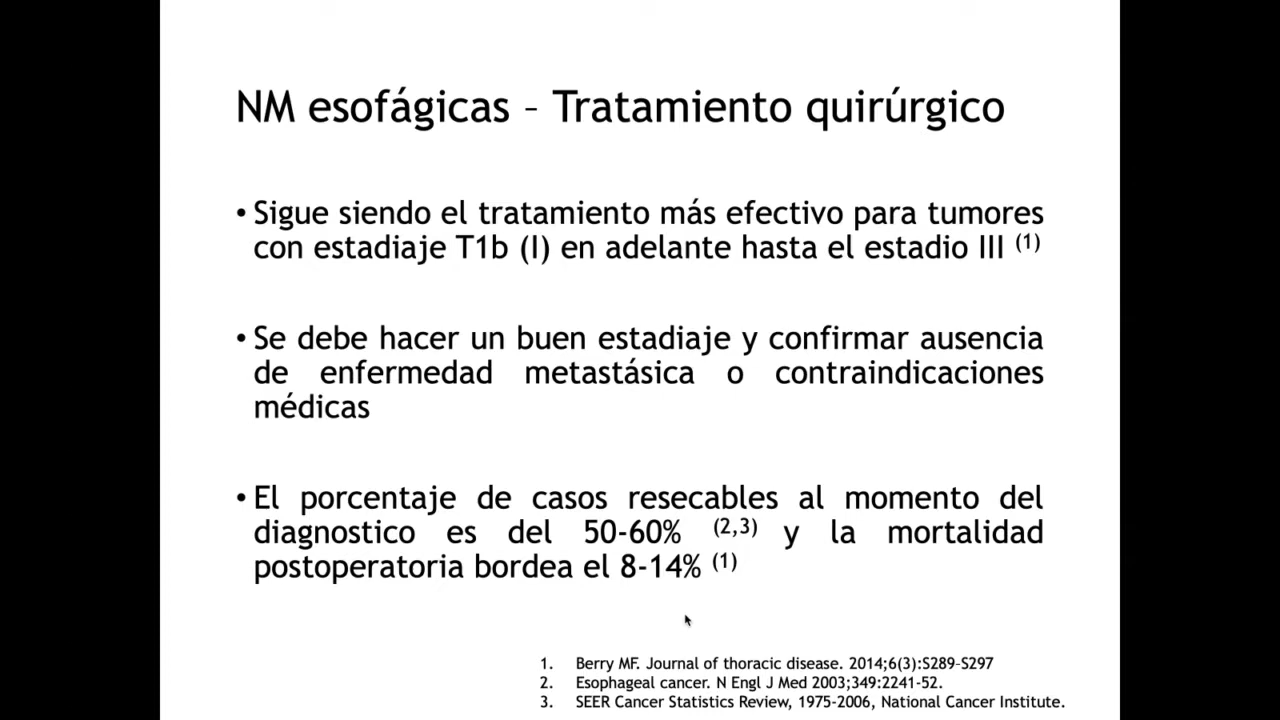 NM esofágicas – Tratamiento quirúrgico
• Sigue siendo el tratamiento más efectivo para tumores
con estadiaje T1b (I) en adelante hasta el estadio III (1)
• Se debe hacer un buen estadiaje y confirmar ausencia
de enfermedad metastásica o contraindicaciones
médicas
• El porcentaje de casos resecables al momento del
diagnostico es del 50-60% (2,3) y la mortalidad
postoperatoria bordea el 8-14% (1)
1. Berry MF. Journal of thoracic disease. 2014;6(3):S289–S297
2. Esophageal cancer. N Engl J Med 2003;349:2241-52.
3. SEER Cancer Statistics Review, 1975-2006, National Cancer Institute.